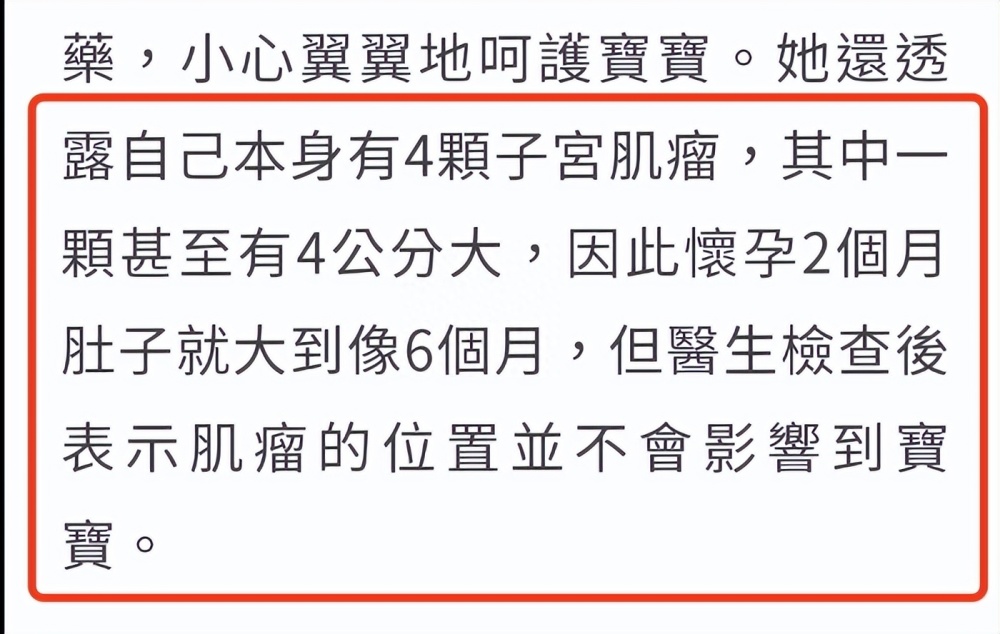 藥，小心翼翼地呵護寶寶。她還透
露自己本身有4顆子宮肌瘤，其中一
顆甚至有4公分大，因此懷孕2個月
肚子就大到像6個月，但醫生檢查後
表示肌瘤的位置並不會影響到寶
寶。